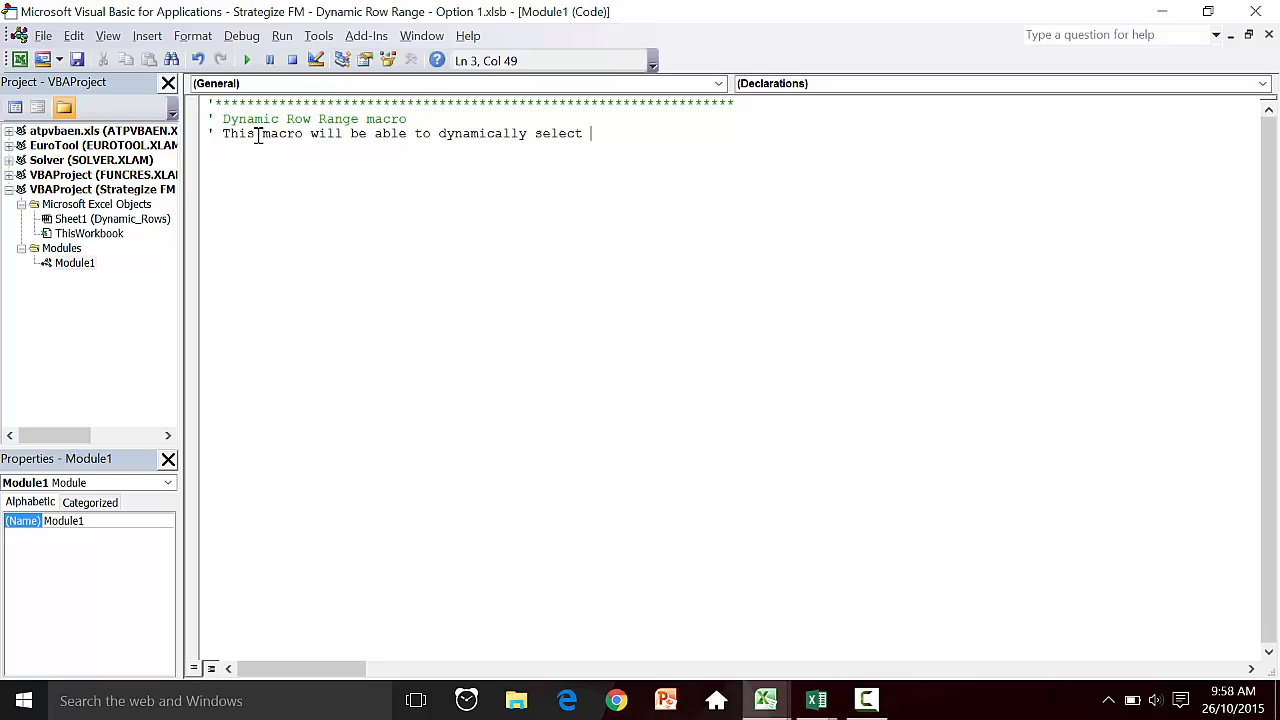 Microsoft Visual Basic for Applications - Strategize FM - Dynamic Row Range - Option 1.xlsb - [Module1 (Code)]
File Edit View Insert Format Debug Run Tools Add-Ins Window Help
Type a question for help
Ln 3, Col 49
Project - VBAProject
(General)
(Declarations)
'*****************************************************************
' Dynamic Row Range macro
' This macro will be able to dynamically select
atpvbaen.xls (ATPVBAEN.X
EuroTool (EUROTOOL.XLAM
Solver (SOLVER.XLAM)
VBAProject (FUNCRES.XLA
VBAProject (Strategize FM
Microsoft Excel Objects
Sheet1 (Dynamic_Rows)
ThisWorkbook
Modules
Module1
Properties - Module1
Module1 Module
Alphabetic Categorized
(Name) Module1
Search the web and Windows
9:58 AM
26/10/2015